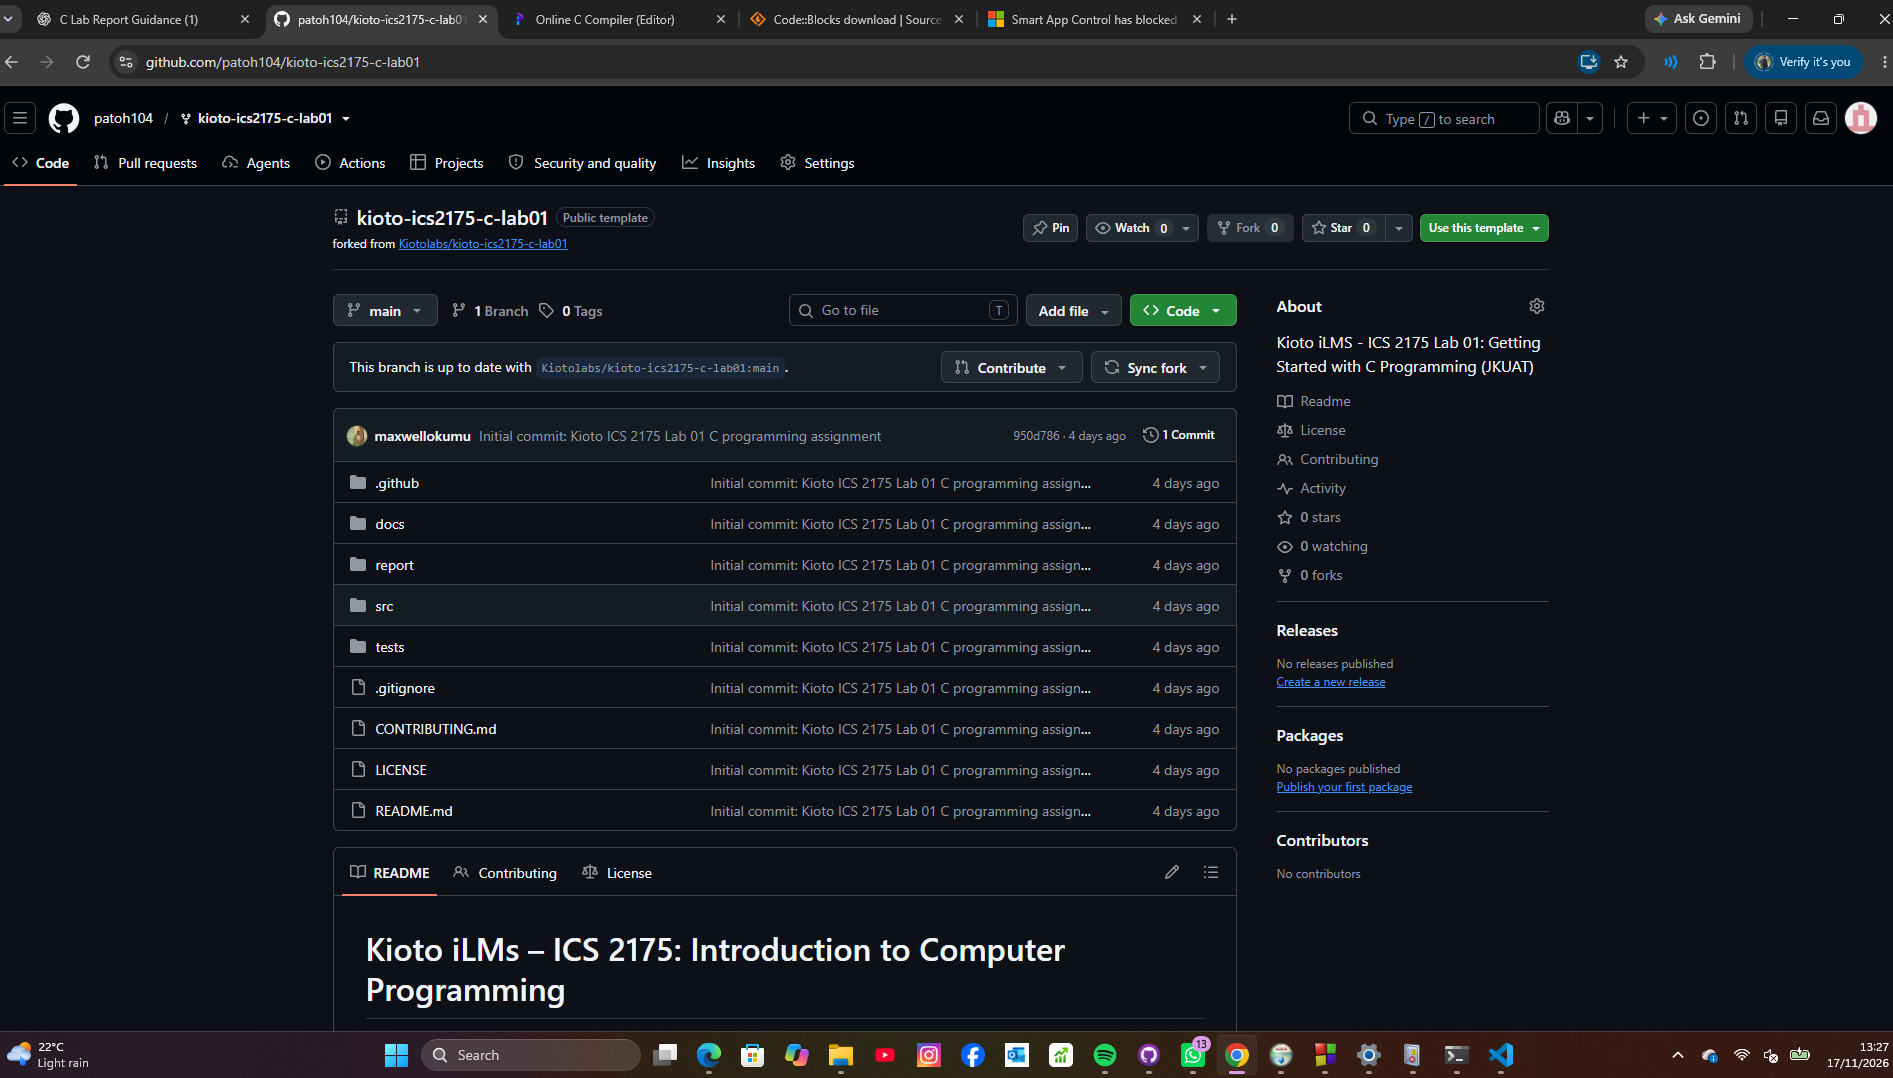 C Lab Report Guidance (1)
patoh104/kioto-ics2175-c-lab01
Online C Compiler (Editor)
Code::Blocks download | Source
Smart App Control has blocked
Ask Gemini
github.com/patoh104/kioto-ics2175-c-lab01
Verify it's you
patoh104 / kioto-ics2175-c-lab01
Type / to search
Code
Pull requests
Agents
Actions
Projects
Security and quality
Insights
Settings
kioto-ics2175-c-lab01 Public template
forked from Kiotolabs/kioto-ics2175-c-lab01
Pin
Watch 0
Fork 0
Star 0
Use this template
main
1 Branch
0 Tags
Go to file T
Add file
Code
This branch is up to date with Kiotolabs/kioto-ics2175-c-lab01:main .
Contribute
Sync fork
maxwellokumu Initial commit: Kioto ICS 2175 Lab 01 C programming assignment 950d786 · 4 days ago 1 Commit
.github Initial commit: Kioto ICS 2175 Lab 01 C programming assign... 4 days ago
docs Initial commit: Kioto ICS 2175 Lab 01 C programming assign... 4 days ago
report Initial commit: Kioto ICS 2175 Lab 01 C programming assign... 4 days ago
src Initial commit: Kioto ICS 2175 Lab 01 C programming assign... 4 days ago
tests Initial commit: Kioto ICS 2175 Lab 01 C programming assign... 4 days ago
.gitignore Initial commit: Kioto ICS 2175 Lab 01 C programming assign... 4 days ago
CONTRIBUTING.md Initial commit: Kioto ICS 2175 Lab 01 C programming assign... 4 days ago
LICENSE Initial commit: Kioto ICS 2175 Lab 01 C programming assign... 4 days ago
README.md Initial commit: Kioto ICS 2175 Lab 01 C programming assign... 4 days ago
README
Contributing
License
Kioto iLMs – ICS 2175: Introduction to Computer
Programming
About
Kioto iLMS - ICS 2175 Lab 01: Getting
Started with C Programming (JKUAT)
Readme
License
Contributing
Activity
0 stars
0 watching
0 forks
Releases
No releases published
Create a new release
Packages
No packages published
Publish your first package
Contributors
No contributors
22°C
Light rain
Search
13
13:27
17/11/2026